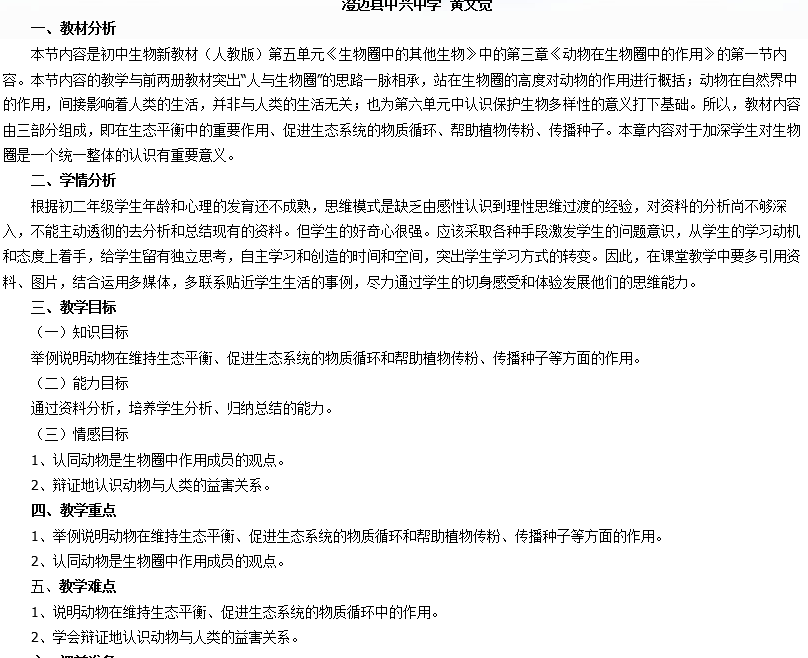 澄迈县中兴中学 黄文觉
一、教材分析
本节内容是初中生物新教材（人教版）第五单元《生物圈中的其他生物》中的第三章《动物在生物圈中的作用》的第一节内
容。本节内容的教学与前两册教材突出“人与生物圈”的思路一脉相承，站在生物圈的高度对动物的作用进行概括；动物在自然界中
的作用，间接影响着人类的生活，并非与人类的生活无关；也为第六单元中认识保护生物多样性的意义打下基础。所以，教材内容
由三部分组成，即在生态平衡中的重要作用、促进生态系统的物质循环、帮助植物传粉、传播种子。本章内容对于加深学生对生物
圈是一个统一整体的认识有重要意义。
二、学情分析
根据初二年级学生年龄和心理的发育还不成熟，思维模式是缺乏由感性认识到理性思维过渡的经验，对资料的分析尚不够深
入，不能主动透彻的去分析和总结现有的资料。但学生的好奇心很强。应该采取各种手段激发学生的问题意识，从学生的学习动机
和态度上着手，给学生留有独立思考，自主学习和创造的时间和空间，突出学生学习方式的转变。因此，在课堂教学中要多引用资
料、图片，结合运用多媒体，多联系贴近学生生活的事例，尽力通过学生的切身感受和体验发展他们的思维能力。
三、教学目标
（一）知识目标
举例说明动物在维持生态平衡、促进生态系统的物质循环和帮助植物传粉、传播种子等方面的作用。
（二）能力目标
通过资料分析，培养学生分析、归纳总结的能力。
（三）情感目标
1、认同动物是生物圈中作用成员的观点。
2、辩证地认识动物与人类的益害关系。
四、教学重点
1、举例说明动物在维持生态平衡、促进生态系统的物质循环和帮助植物传粉、传播种子等方面的作用。
2、认同动物是生物圈中作用成员的观点。
五、教学难点
1、说明动物在维持生态平衡、促进生态系统的物质循环中的作用。
2、学会辩证地认识动物与人类的益害关系。